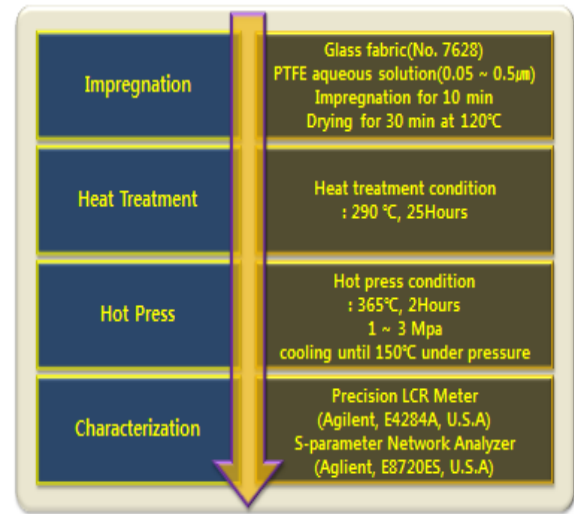 Impregnation
Glass fabric(No. 7628)
PTFE aqueous solution(0.05 ~ 0.5㎛)
Impregnation for 10 min
Drying for 30 min at 120℃
Heat Treatment
Heat treatment condition
: 290 ℃, 25Hours
Hot Press
Hot press condition
: 365℃, 2Hours
1 ~ 3 Mpa
cooling until 150℃ under pressure
Characterization
Precision LCR Meter
(Agilent, E4284A, U.S.A)
S-parameter Network Analyzer
(Aglient, E8720ES, U.S.A)